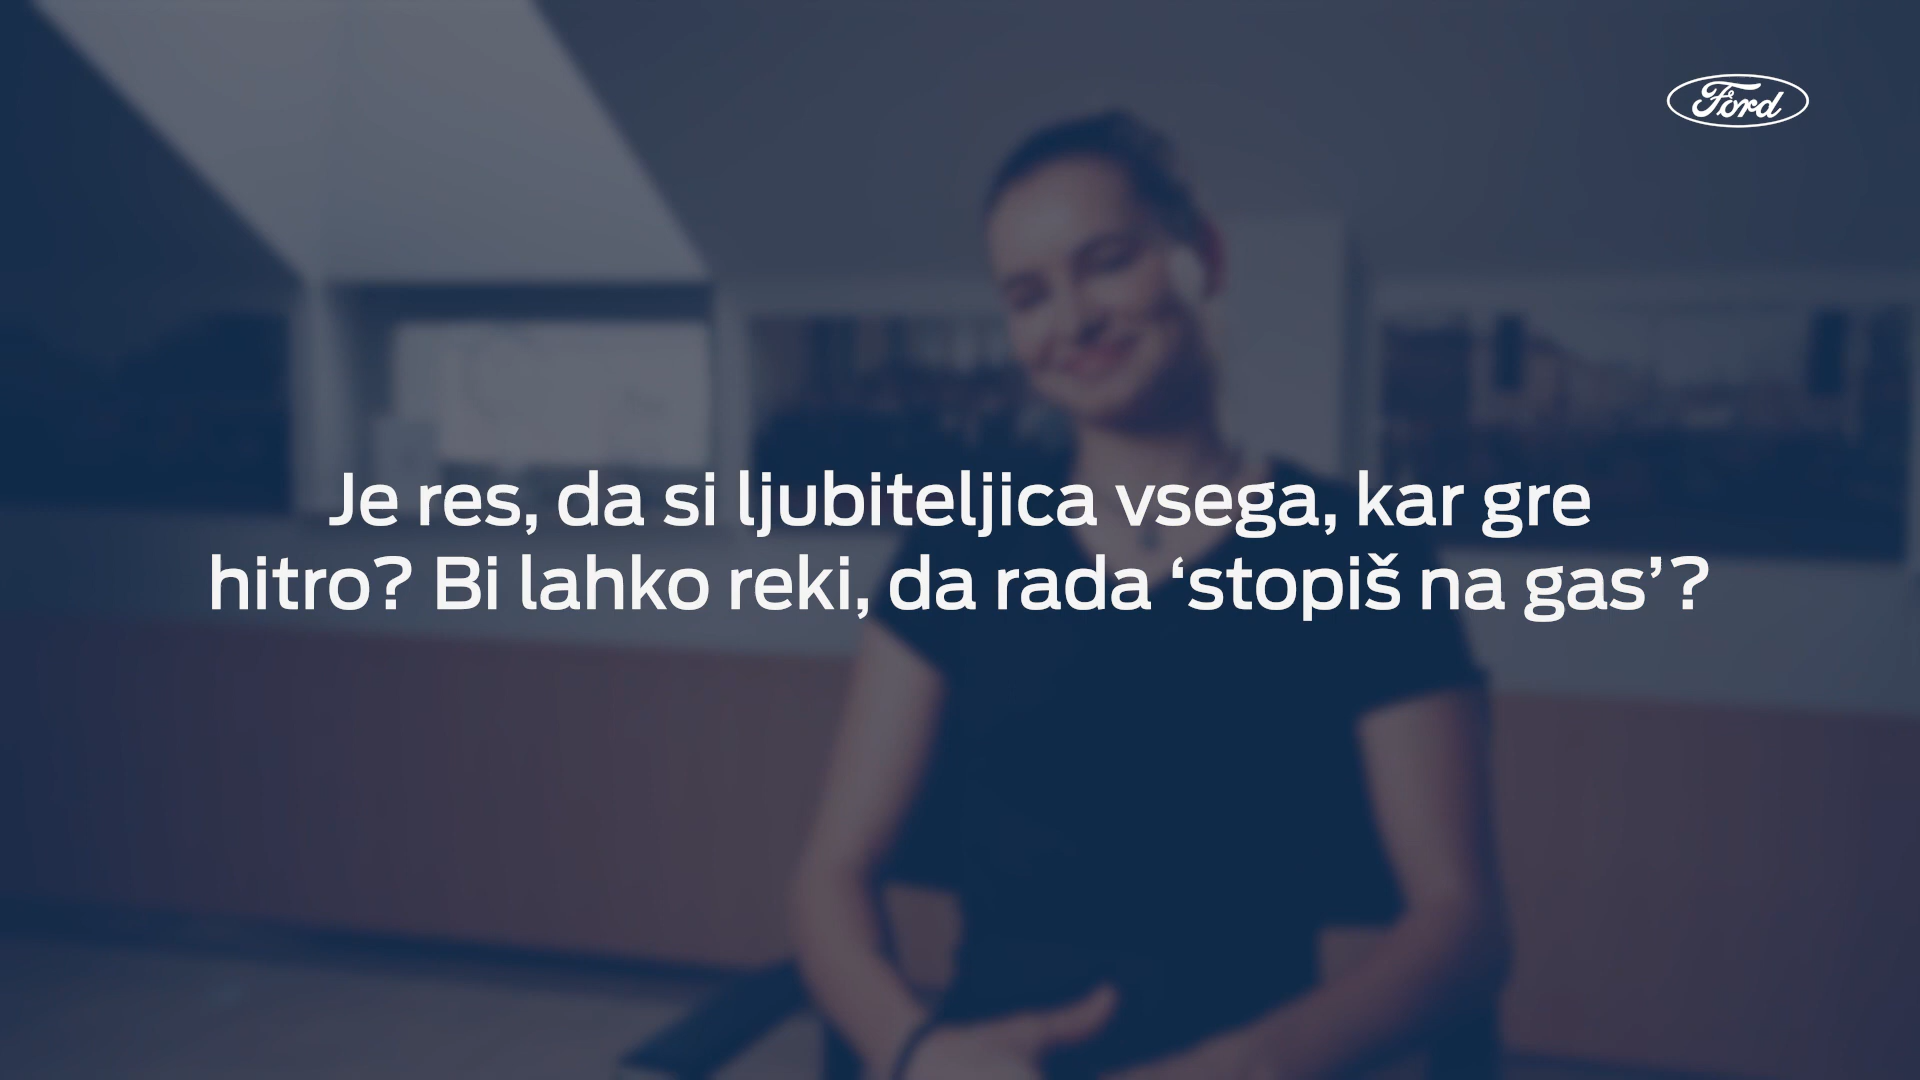 Ford
Je res, da si ljubiteljica vsega, kar gre
hitro? Bi lahko reki, da rada ‘stopiš na gas’?